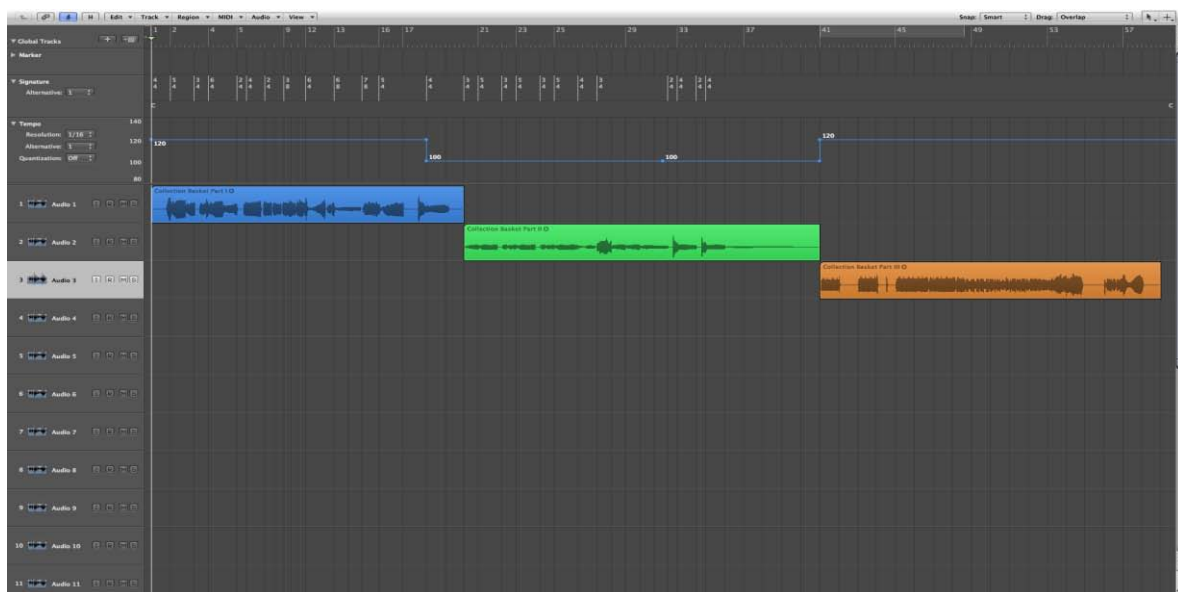 Edit Track Region MIDI Audio View Snap: Smart Drag: Overlap
Global Tracks
1 2 4 5 9 12 13 16 17 21 23 25 29 33 37 41 45 49 53 57
Marker
Signature
Alternative: 1
C C
Tempo
Resolution: 1/16
Alternative: 1
Quantization: Off
140
120
100
80
120 100 100 120
1 Audio 1
Collection Basket Part I
2 Audio 2
Collection Basket Part II
3 Audio 3 I R M S
Collection Basket Part III
4 Audio 4
5 Audio 5
6 Audio 6
7 Audio 7
8 Audio 8
9 Audio 9
10 Audio 10
11 Audio 11